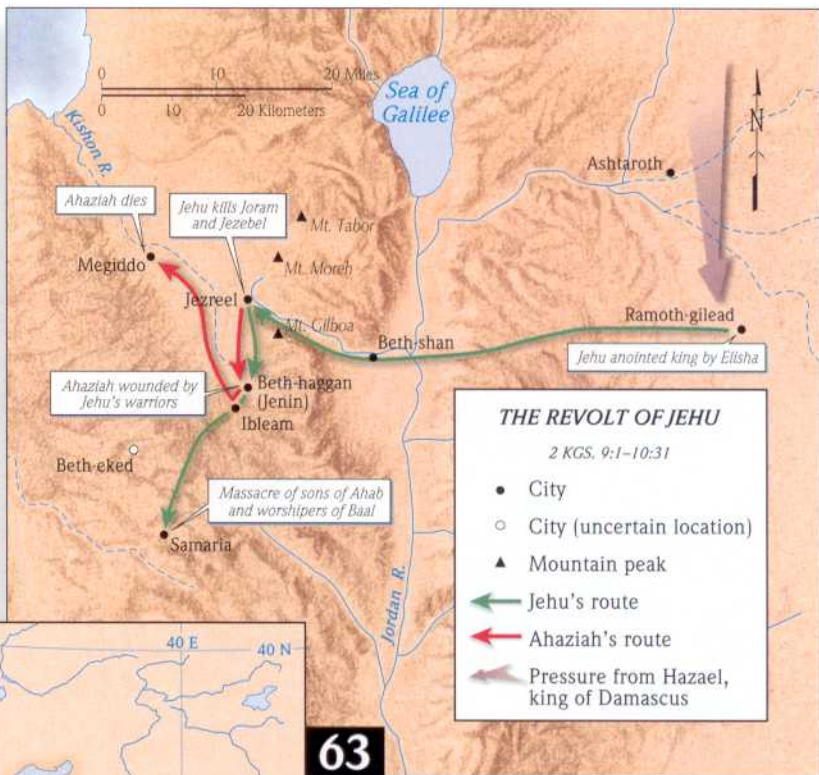 0 20 Miles
0 10 20 Kilometers
Sea of
Galilee
Kishon R.
N
Ashtaroth
Ahaziah dies
Jehu kills Joram
and Jezebel
Mt. Tabor
Megiddo
Mt. Moreh
Jezreel
Mt. Gilboa
Ramoth-gilead
Beth-shan
Jehu anointed king by Elisha
Ahaziah wounded by
Jehu's warriors
Beth-haggan
(Jenin)
Ibleam
Beth-eked
Massacre of sons of Ahab
and worshipers of Baal
Samaria
Jordan R.
THE REVOLT OF JEHU
2 KGS. 9:1–10:31
City
City (uncertain location)
Mountain peak
Jehu's route
Ahaziah's route
Pressure from Hazael,
king of Damascus
40 E 40 N
63